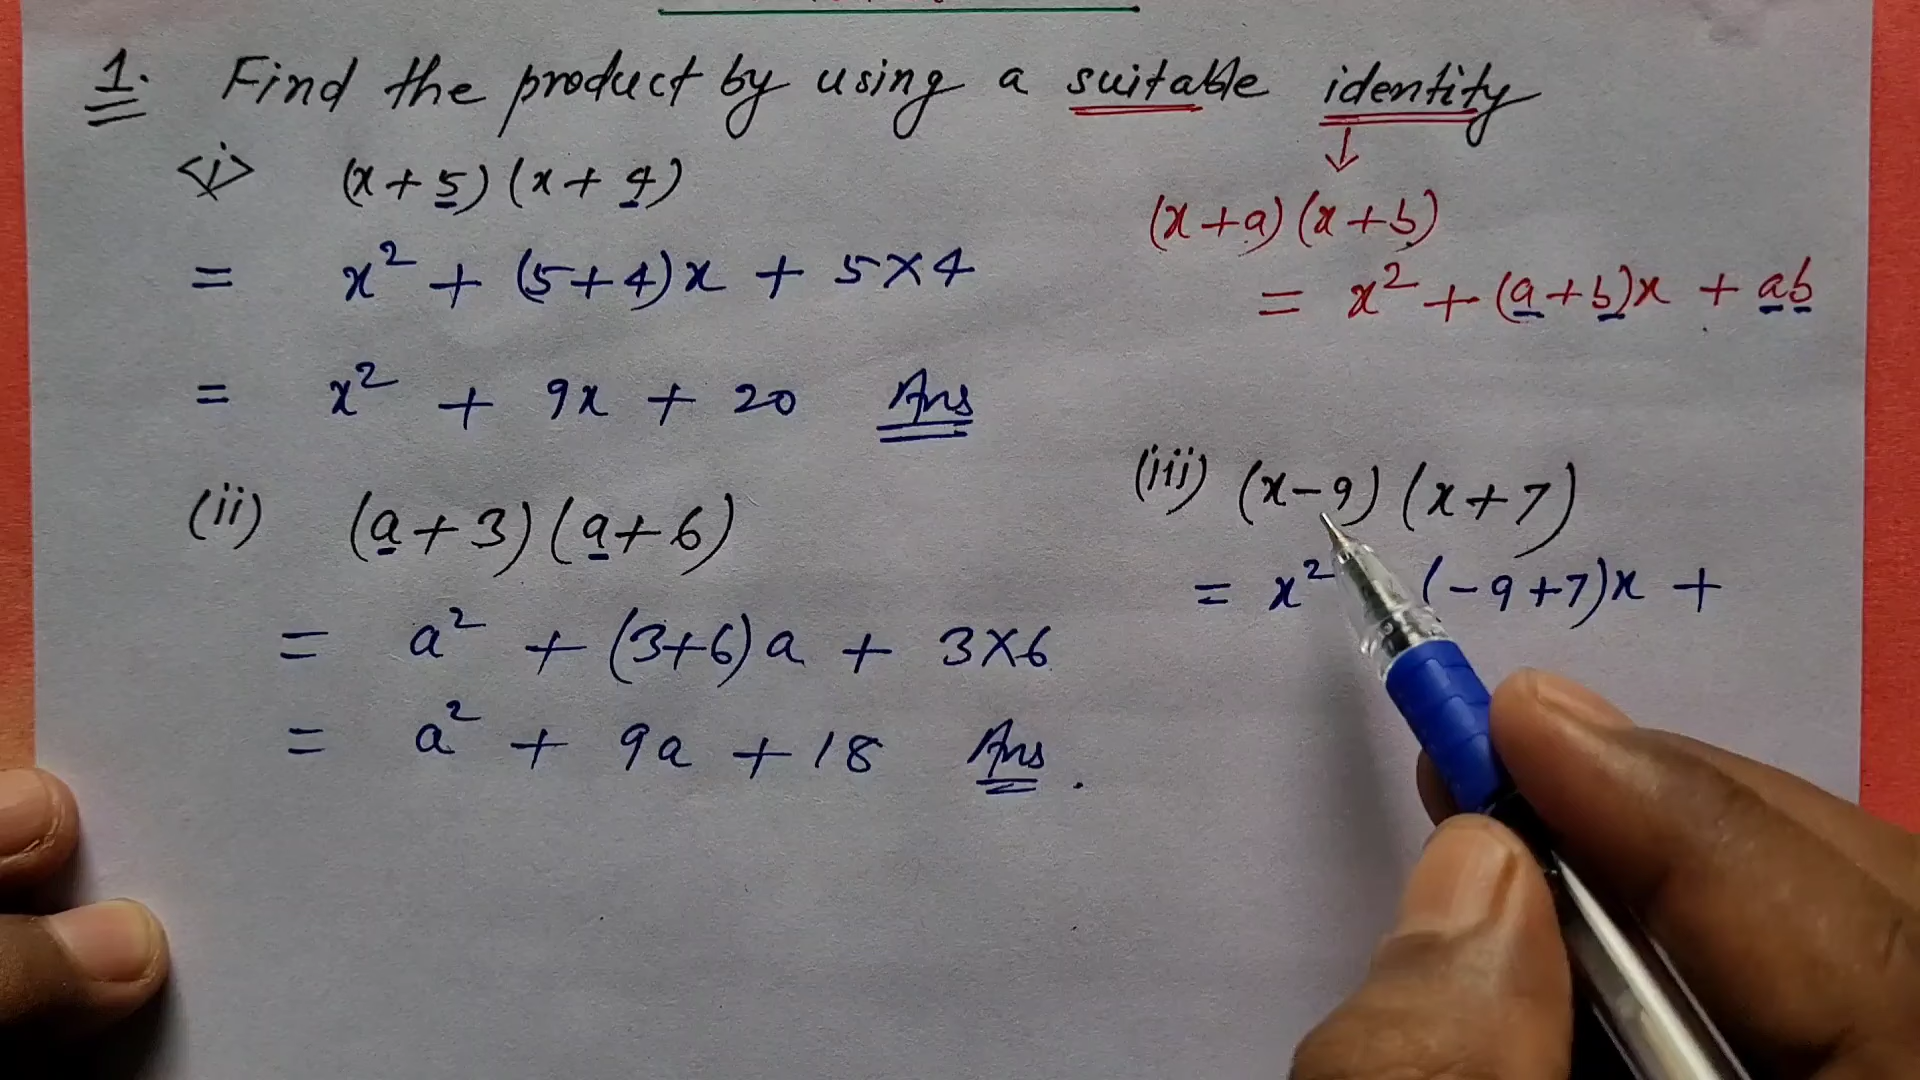 1. Find the product by using a suitable identity
<i> (x+5)(x+4)
= x² + (5+4)x + 5×4
= x² + 9x + 20 Ans
(ii) (a+3)(a+6)
= a² + (3+6)a + 3×6
= a² + 9a + 18 Ans.
↓
(x+a)(x+b)
= x² + (a+b)x + ab
(iii) (x-9)(x+7)
= x² (-9+7)x +